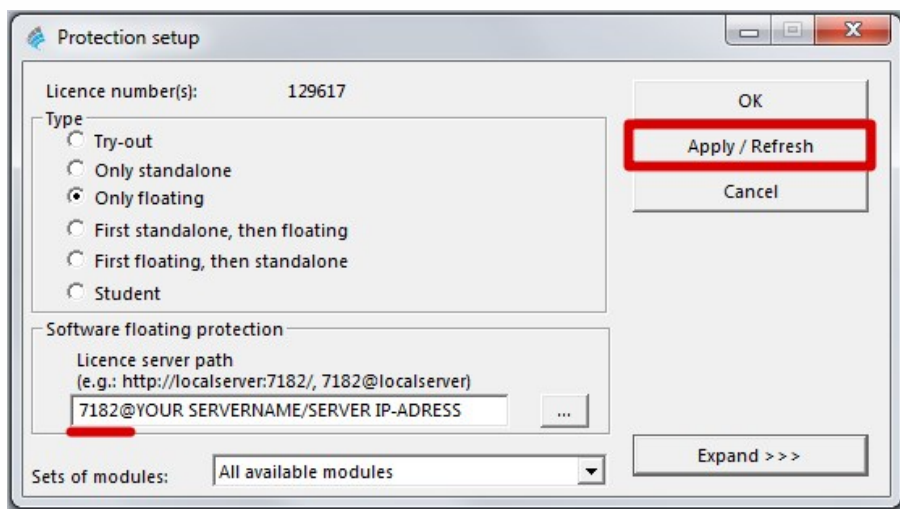 Protection setup
Licence number(s): 129617
OK
Type
Try-out
Apply / Refresh
Only standalone
Only floating
Cancel
First standalone, then floating
First floating, then standalone
Student
Software floating protection
Licence server path
(e.g.: http://localserver:7182/, 7182@localserver)
7182@YOUR SERVERNAME/SERVER IP-ADRESS
...
Expand >>>
Sets of modules: All available modules